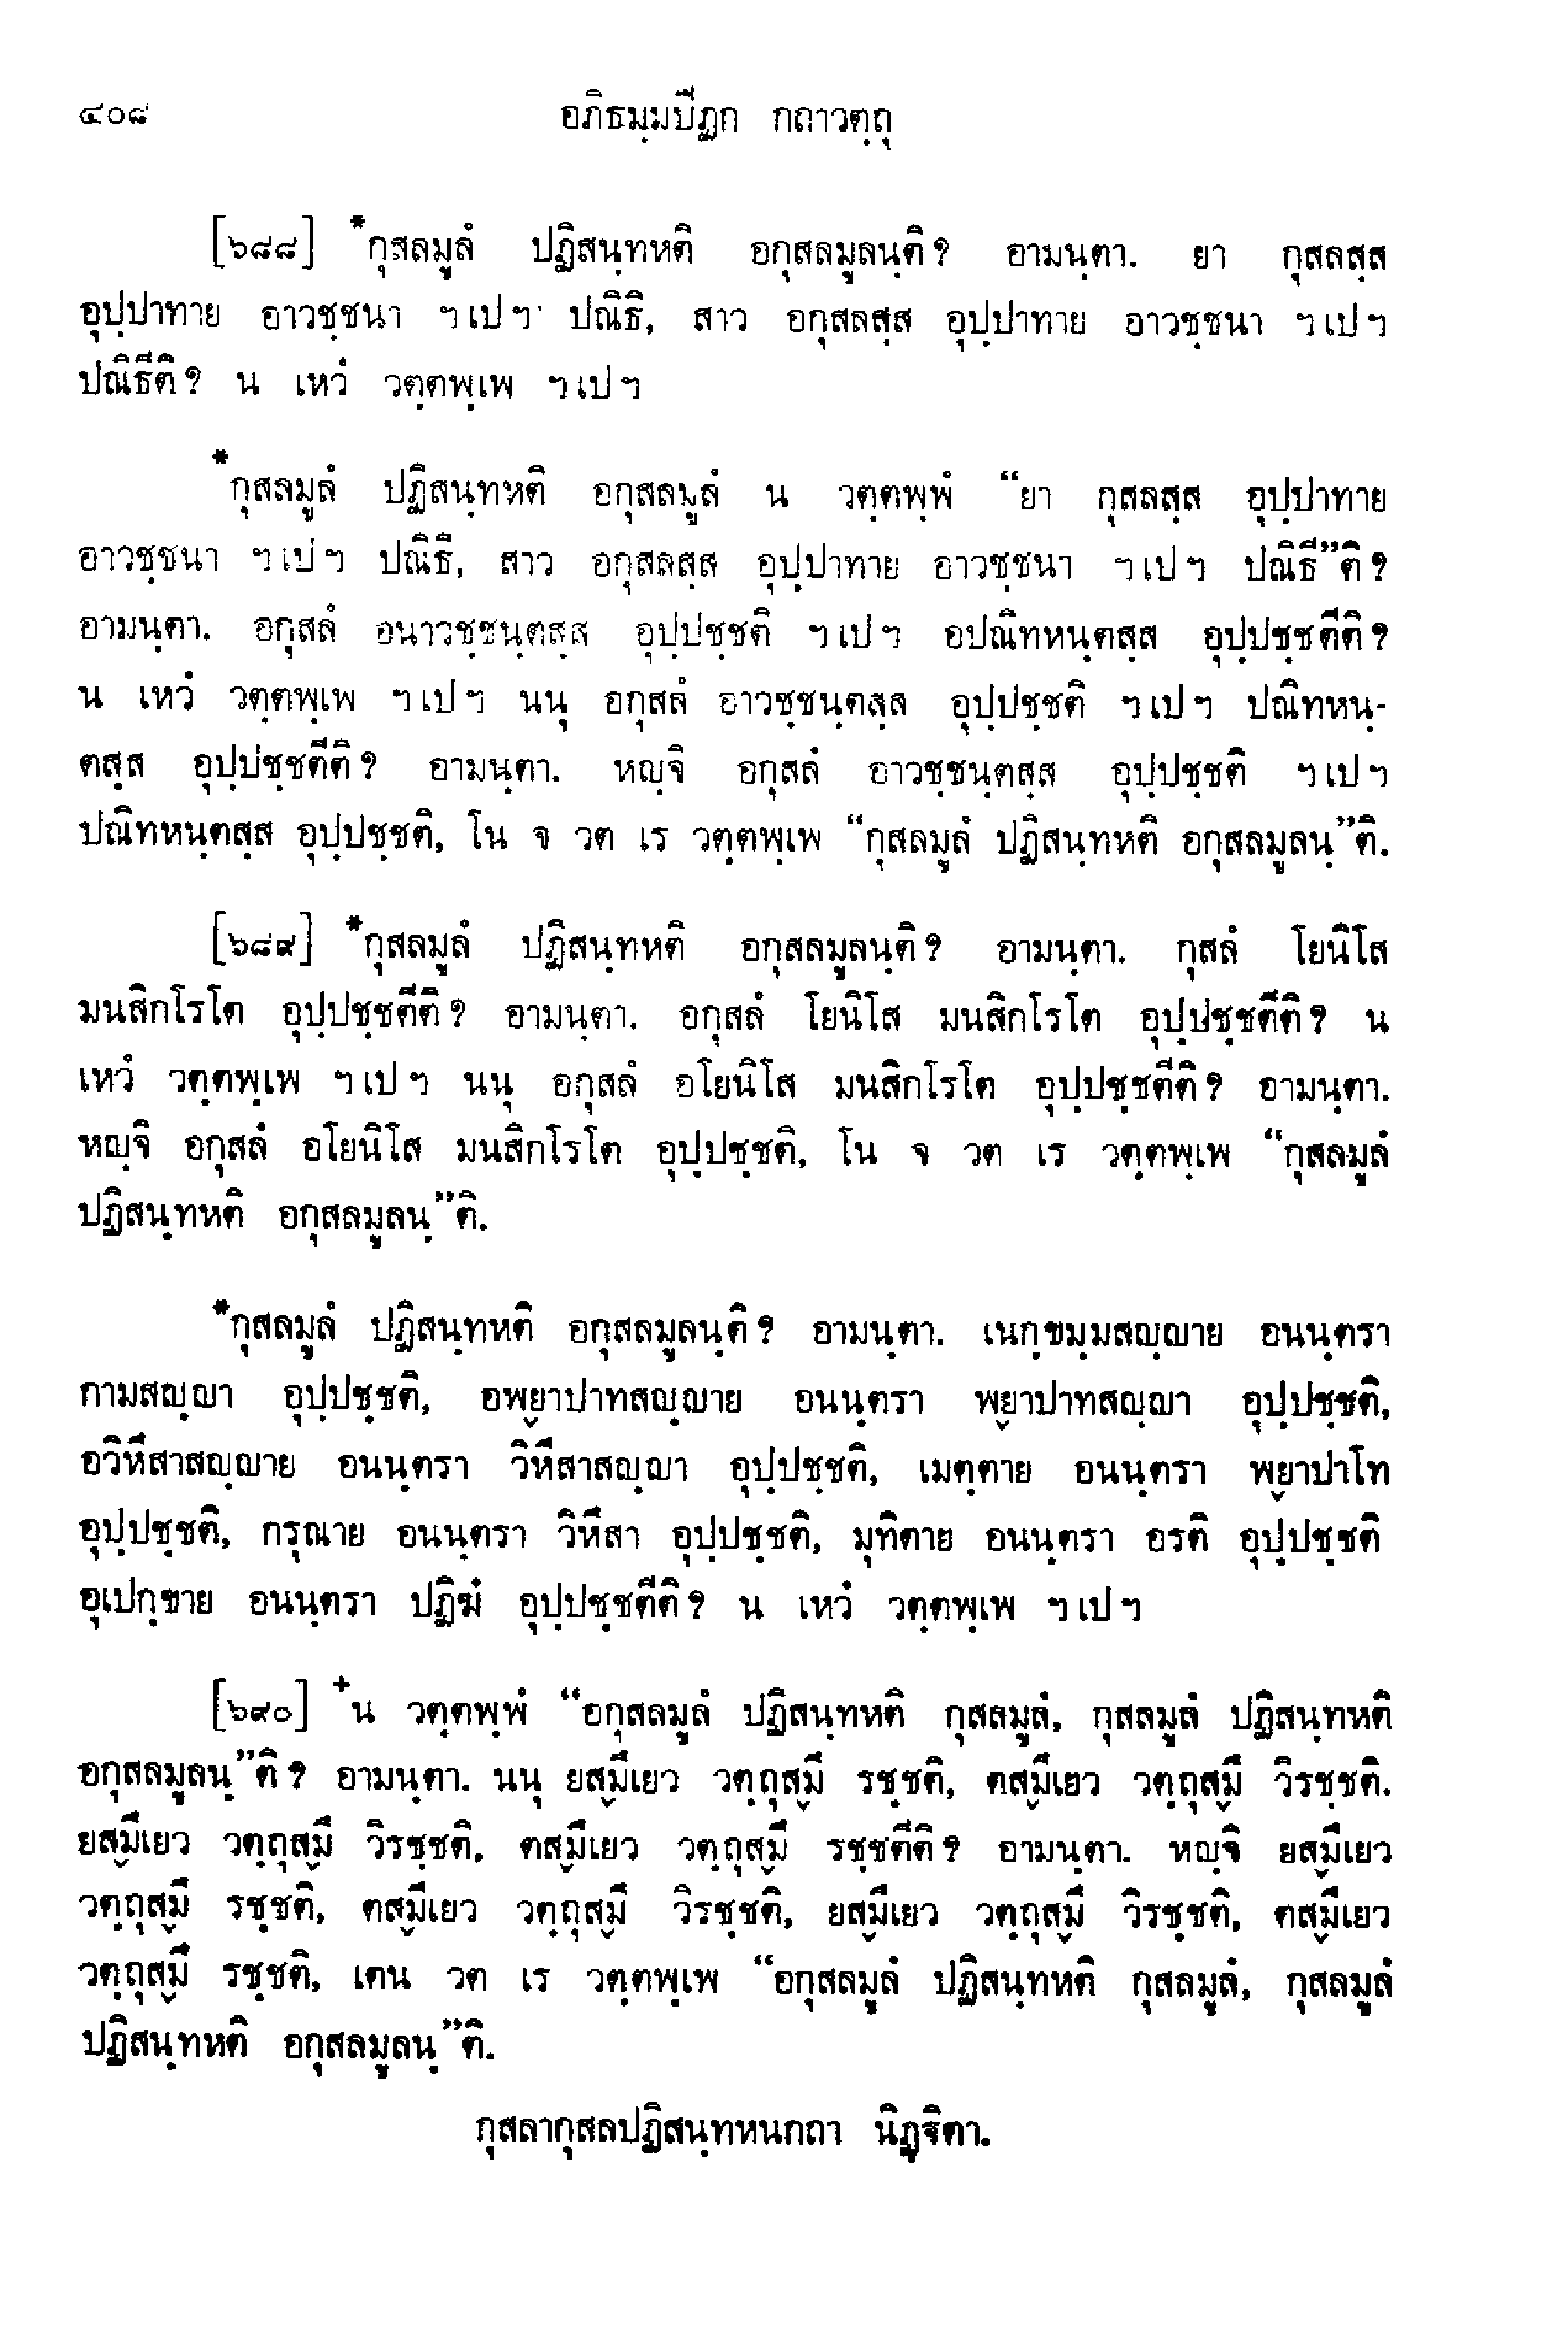 ๔๐๘ อภิธมฺมปิฏก กถาวตฺถุ
[๖๘๘] *กุสลมูลํ ปฏิสนฺทหติ อกุสลมูลนฺติ? อามนฺตา. ยา กุสลสฺส
อุปฺปาทาย อาวชฺชนา ฯเปฯ ปณิธิ, สาว อกุสลสฺส อุปฺปาทาย อาวชฺชนา ฯเปฯ
ปณิธีติ? น เหวํ วตฺตพฺเพ ฯเปฯ
*กุสลมูลํ ปฏิสนฺทหติ อกุสลมูลํ น วตฺตพฺพํ “ยา กุสลสฺส อุปฺปาทาย
อาวชฺชนา ฯเปฯ ปณิธิ, สาว อกุสลสฺส อุปฺปาทาย อาวชฺชนา ฯเปฯ ปณิธี”ติ?
อามนฺตา. อกุสลํ อนาวชฺชนฺตสฺส อุปฺปชฺชติ ฯเปฯ อปณิทหนฺตสฺส อุปฺปชฺชตีติ?
น เหวํ วตฺตพฺเพ ฯเปฯ นนุ อกุสลํ อาวชฺชนฺตสฺส อุปฺปชฺชติ ฯเปฯ ปณิทหนฺ-
ตสฺส อุปฺปชฺชตีติ? อามนฺตา. หญฺจิ อกุสลํ อาวชฺชนฺตสฺส อุปฺปชฺชติ ฯเปฯ
ปณิทหนฺตสฺส อุปฺปชฺชติ, โน จ วต เร วตฺตพฺเพ “กุสลมูลํ ปฏิสนฺทหติ อกุสลมูลนฺ”ติ.
[๖๘๙] *กุสลมูลํ ปฏิสนฺทหติ อกุสลมูลนฺติ? อามนฺตา. กุสลํ โยนิโส
มนสิกโรโต อุปฺปชฺชตีติ? อามนฺตา. อกุสลํ โยนิโส มนสิกโรโต อุปฺปชฺชตีติ? น
เหวํ วตฺตพฺเพ ฯเปฯ นนุ อกุสลํ อโยนิโส มนสิกโรโต อุปฺปชฺชตีติ? อามนฺตา.
หญฺจิ อกุสลํ อโยนิโส มนสิกโรโต อุปฺปชฺชติ, โน จ วต เร วตฺตพฺเพ “กุสลมูลํ
ปฏิสนฺทหติ อกุสลมูลนฺ”ติ.
*กุสลมูลํ ปฏิสนฺทหติ อกุสลมูลนฺติ? อามนฺตา. เนกฺขมฺมสญฺญาย อนนฺตรา
กามสญฺญา อุปฺปชฺชติ, อพฺยาปาทสญฺญาย อนนฺตรา พฺยาปาทสญฺญา อุปฺปชฺชติ,
อวิหึสาสญฺญาย อนนฺตรา วิหึสาสญฺญา อุปฺปชฺชติ, เมตฺตาย อนนฺตรา พฺยาปาโท
อุปฺปชฺชติ, กรุณาย อนนฺตรา วิหึสา อุปฺปชฺชติ, มุทิตาย อนนฺตรา อรติ อุปฺปชฺชติ
อุเปกฺขาย อนนฺตรา ปฏิฆํ อุปฺปชฺชตีติ? น เหวํ วตฺตพฺเพ ฯเปฯ
[๖๙๐] +น วตฺตพฺพํ “อกุสลมูลํ ปฏิสนฺทหติ กุสลมูลํ, กุสลมูลํ ปฏิสนฺทหติ
อกุสลมูลนฺ”ติ? อามนฺตา. นนุ ยสฺมึเยว วตฺถุสฺมึ รชฺชติ, ตสฺมึเยว วตฺถุสฺมึ วิรชฺชติ.
ยสฺมึเยว วตฺถุสฺมึ วิรชฺชติ, ตสฺมึเยว วตฺถุสฺมึ รชฺชตีติ? อามนฺตา. หญฺจิ ยสฺมึเยว
วตฺถุสฺมึ รชฺชติ, ตสฺมึเยว วตฺถุสฺมึ วิรชฺชติ, ยสฺมึเยว วตฺถุสฺมึ วิรชฺชติ, ตสฺมึเยว
วตฺถุสฺมึ รชฺชติ, เตน วต เร วตฺตพฺเพ “อกุสลมูลํ ปฏิสนฺทหติ กุสลมูลํ, กุสลมูลํ
ปฏิสนฺทหติ อกุสลมูลนฺ”ติ.
กุสลากุสลปฏิสนฺทหนกถา นิฏฺฐิตา.